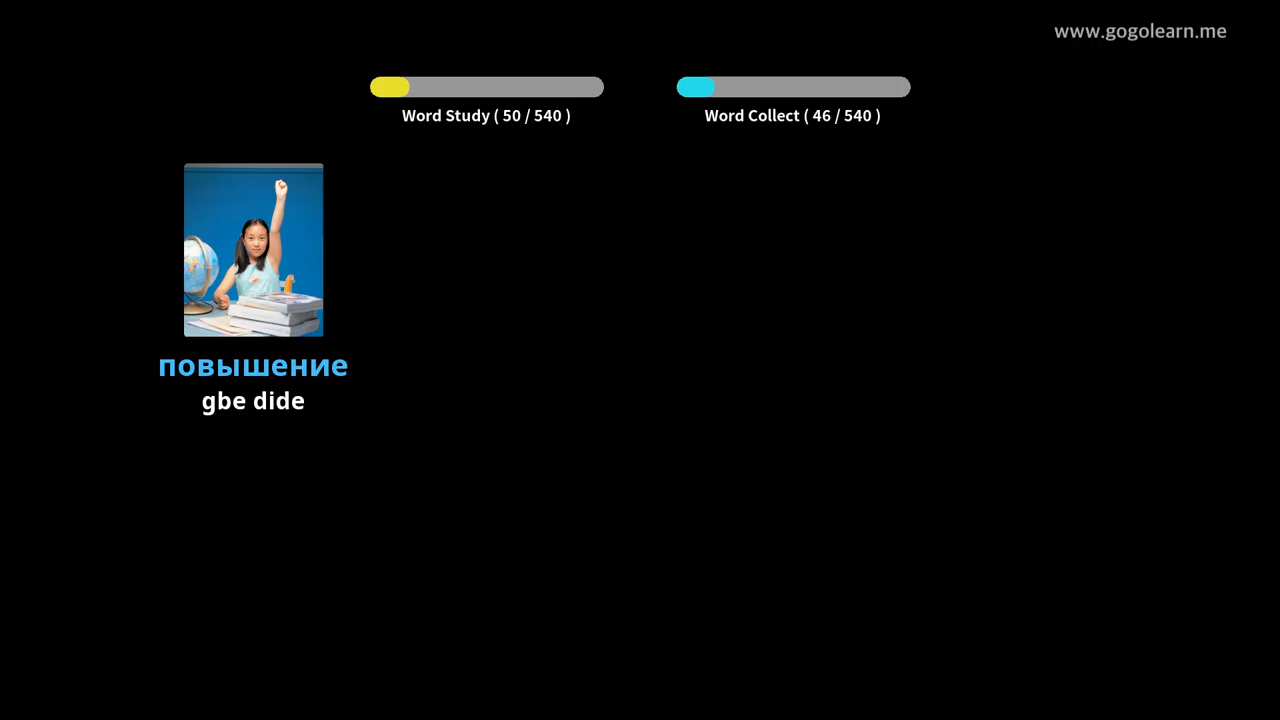 www.gogolearn.me
Word Study ( 50 / 540 )
Word Collect ( 46 / 540 )
повышение
gbe dide